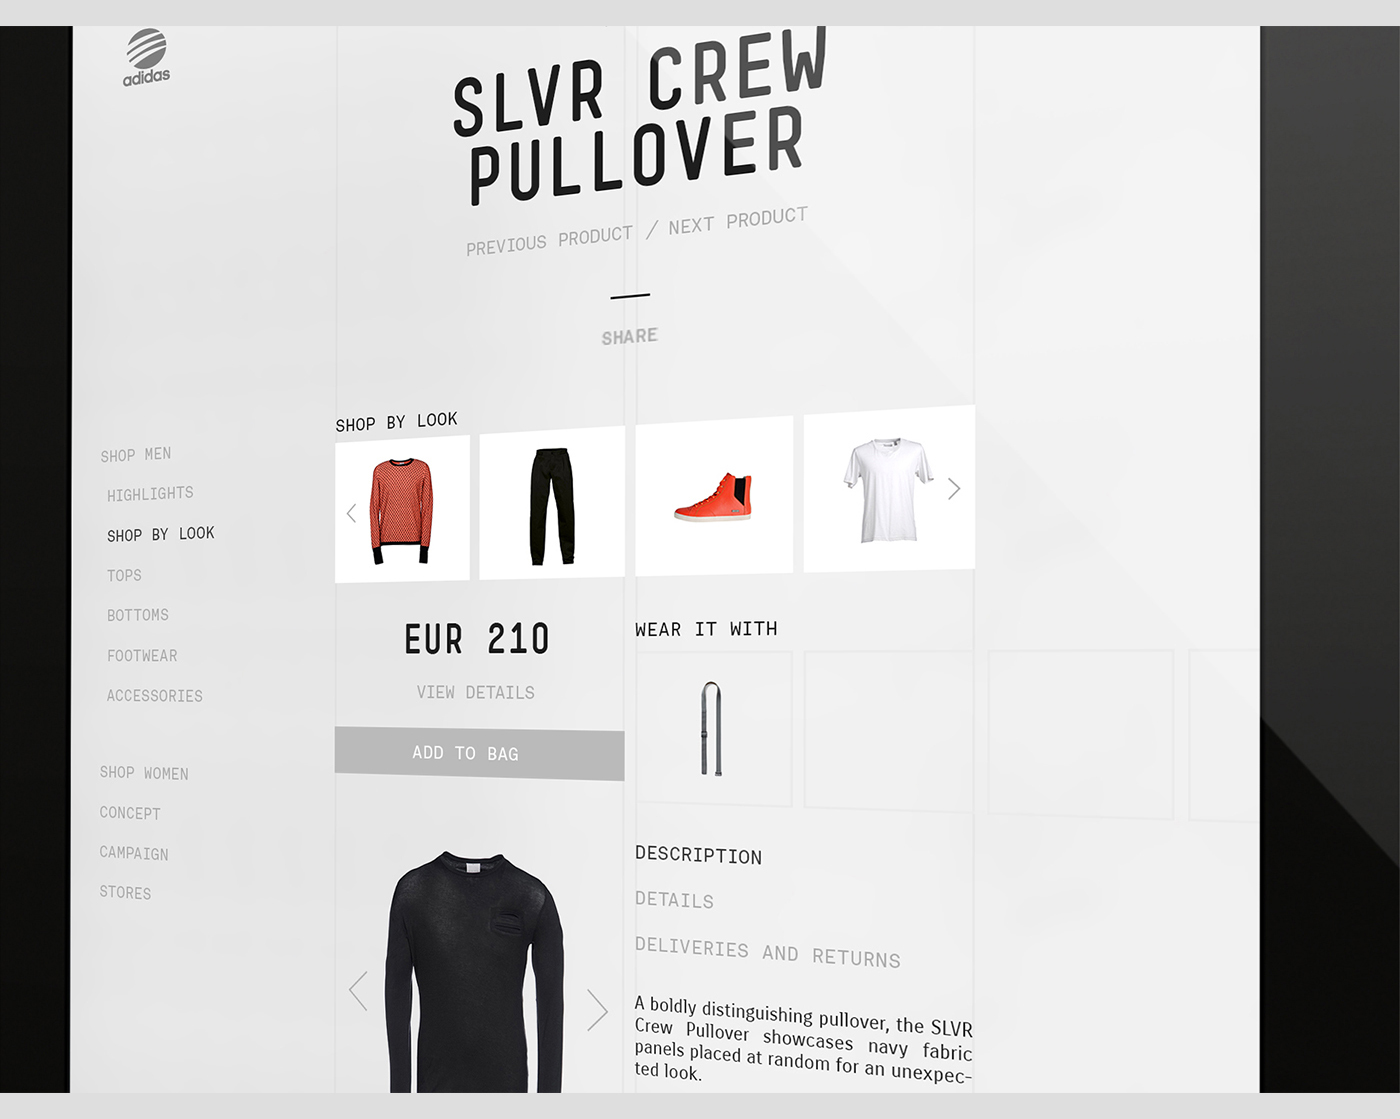 adidas
SLVR CREW
PULLOVER
PREVIOUS PRODUCT / NEXT PRODUCT
SHARE
SHOP BY LOOK
SHOP MEN
HIGHLIGHTS
SHOP BY LOOK
TOPS
BOTTOMS
FOOTWEAR
ACCESSORIES
SHOP WOMEN
CONCEPT
CAMPAIGN
STORES
EUR 210
VIEW DETAILS
ADD TO BAG
WEAR IT WITH
DESCRIPTION
DETAILS
DELIVERIES AND RETURNS
A boldly distinguishing pullover, the SLVR
Crew Pullover showcases navy fabric
panels placed at random for an unexpec-
ted look.